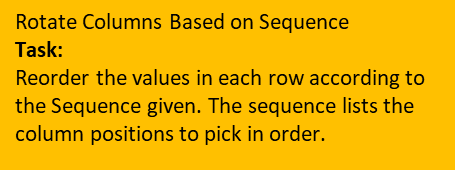 Rotate Columns Based on Sequence
Task:
Reorder the values in each row according to
the Sequence given. The sequence lists the
column positions to pick in order.